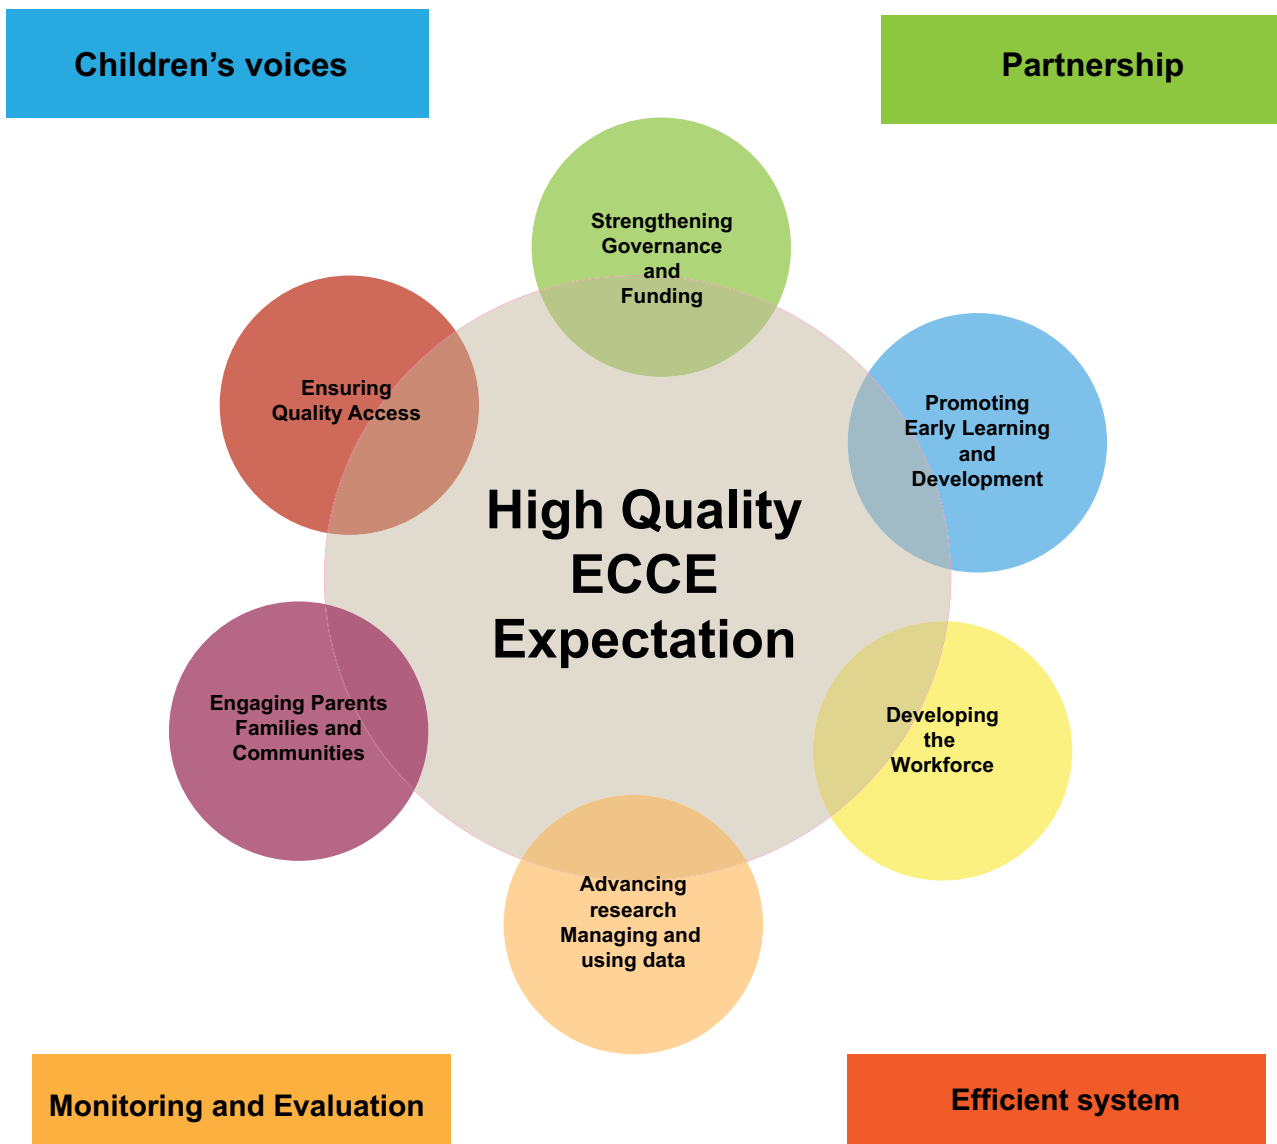 Children’s voices
Partnership
Strengthening
Governance
and
Funding
Ensuring
Quality Access
Promoting
Early Learning
and
Development
High Quality
ECCE
Expectation
Engaging Parents
Families and
Communities
Developing
the
Workforce
Advancing
research
Managing and
using data
Monitoring and Evaluation
Efficient system